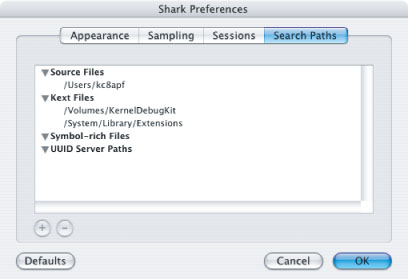 Shark Preferences
Appearance Sampling Sessions Search Paths
Source Files
/Users/kc8apf
Kext Files
/Volumes/KernelDebugKit
/System/Library/Extensions
Symbol-rich Files
UUID Server Paths
+ −
Defaults Cancel OK